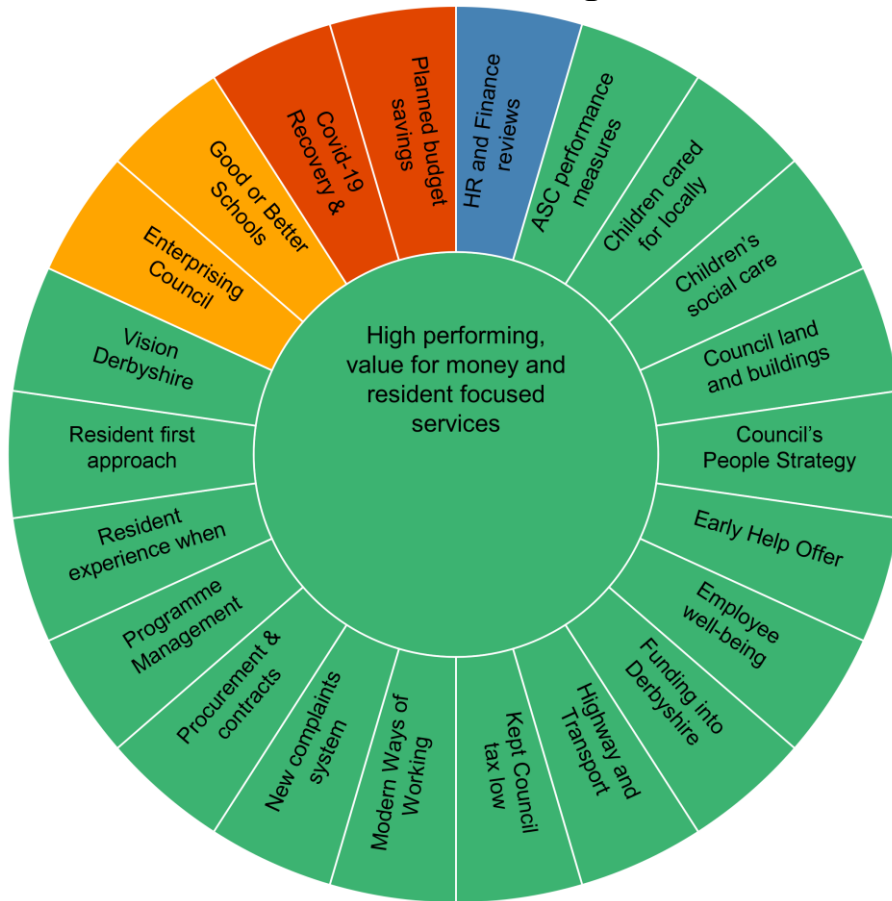 High performing,
value for money and
resident focused
services
HR and Finance
reviews
ASC performance
measures
Children cared
for locally
Children's
social care
Council land
and buildings
Council's
People Strategy
Early Help Offer
Employee
well-being
Funding into
Derbyshire
Highway and
Transport
Kept Council
tax low
Modern Ways of
Working
New complaints
system
Procurement &
contracts
Programme
Management
Resident
experience when
Resident first
approach
Vision
Derbyshire
Enterprising
Council
Good or Better
Schools
Covid-19
Recovery &
Planned budget
savings